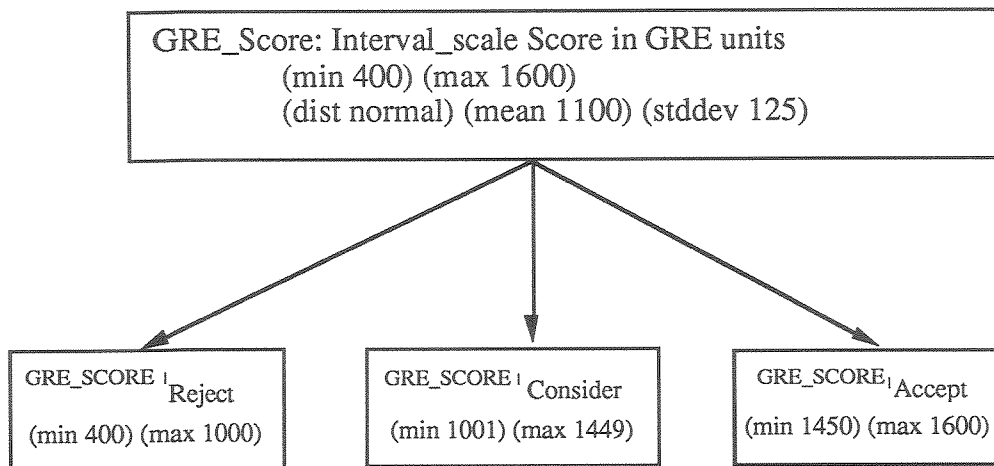 GRE_Score: Interval_scale Score in GRE units
(min 400) (max 1600)
(dist normal) (mean 1100) (stddev 125)
GRE_SCORE | Reject
(min 400) (max 1000)
GRE_SCORE | Consider
(min 1001) (max 1449)
GRE_SCORE | Accept
(min 1450) (max 1600)